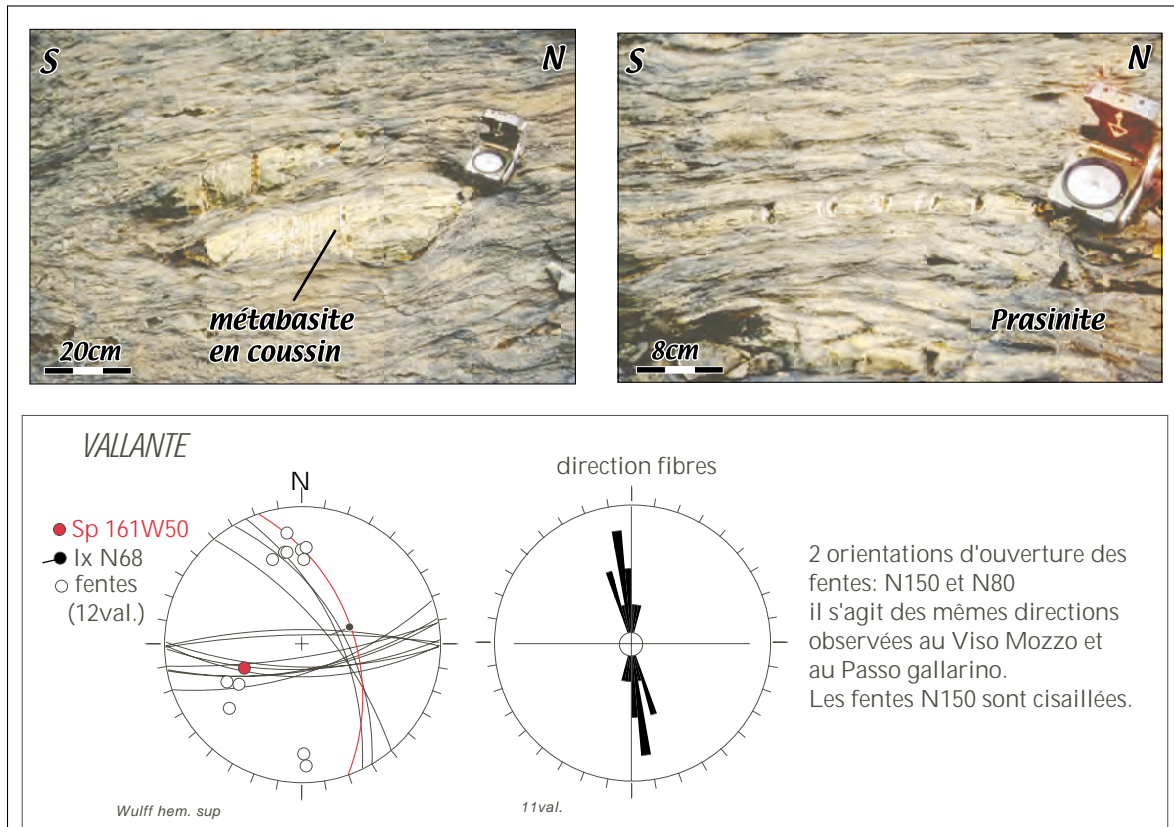 S
N
métabasite
en coussin
20cm
S
N
Prasinite
8cm
VALLANTE
N
Sp 161W50
lx N68
fentes
(12val.)
Wulff hem. sup
direction fibres
11val.
2 orientations d'ouverture des
fentes: N150 et N80
il s'agit des mêmes directions
observées au Viso Mozzo et
au Passo gallarino.
Les fentes N150 sont cisaillées.